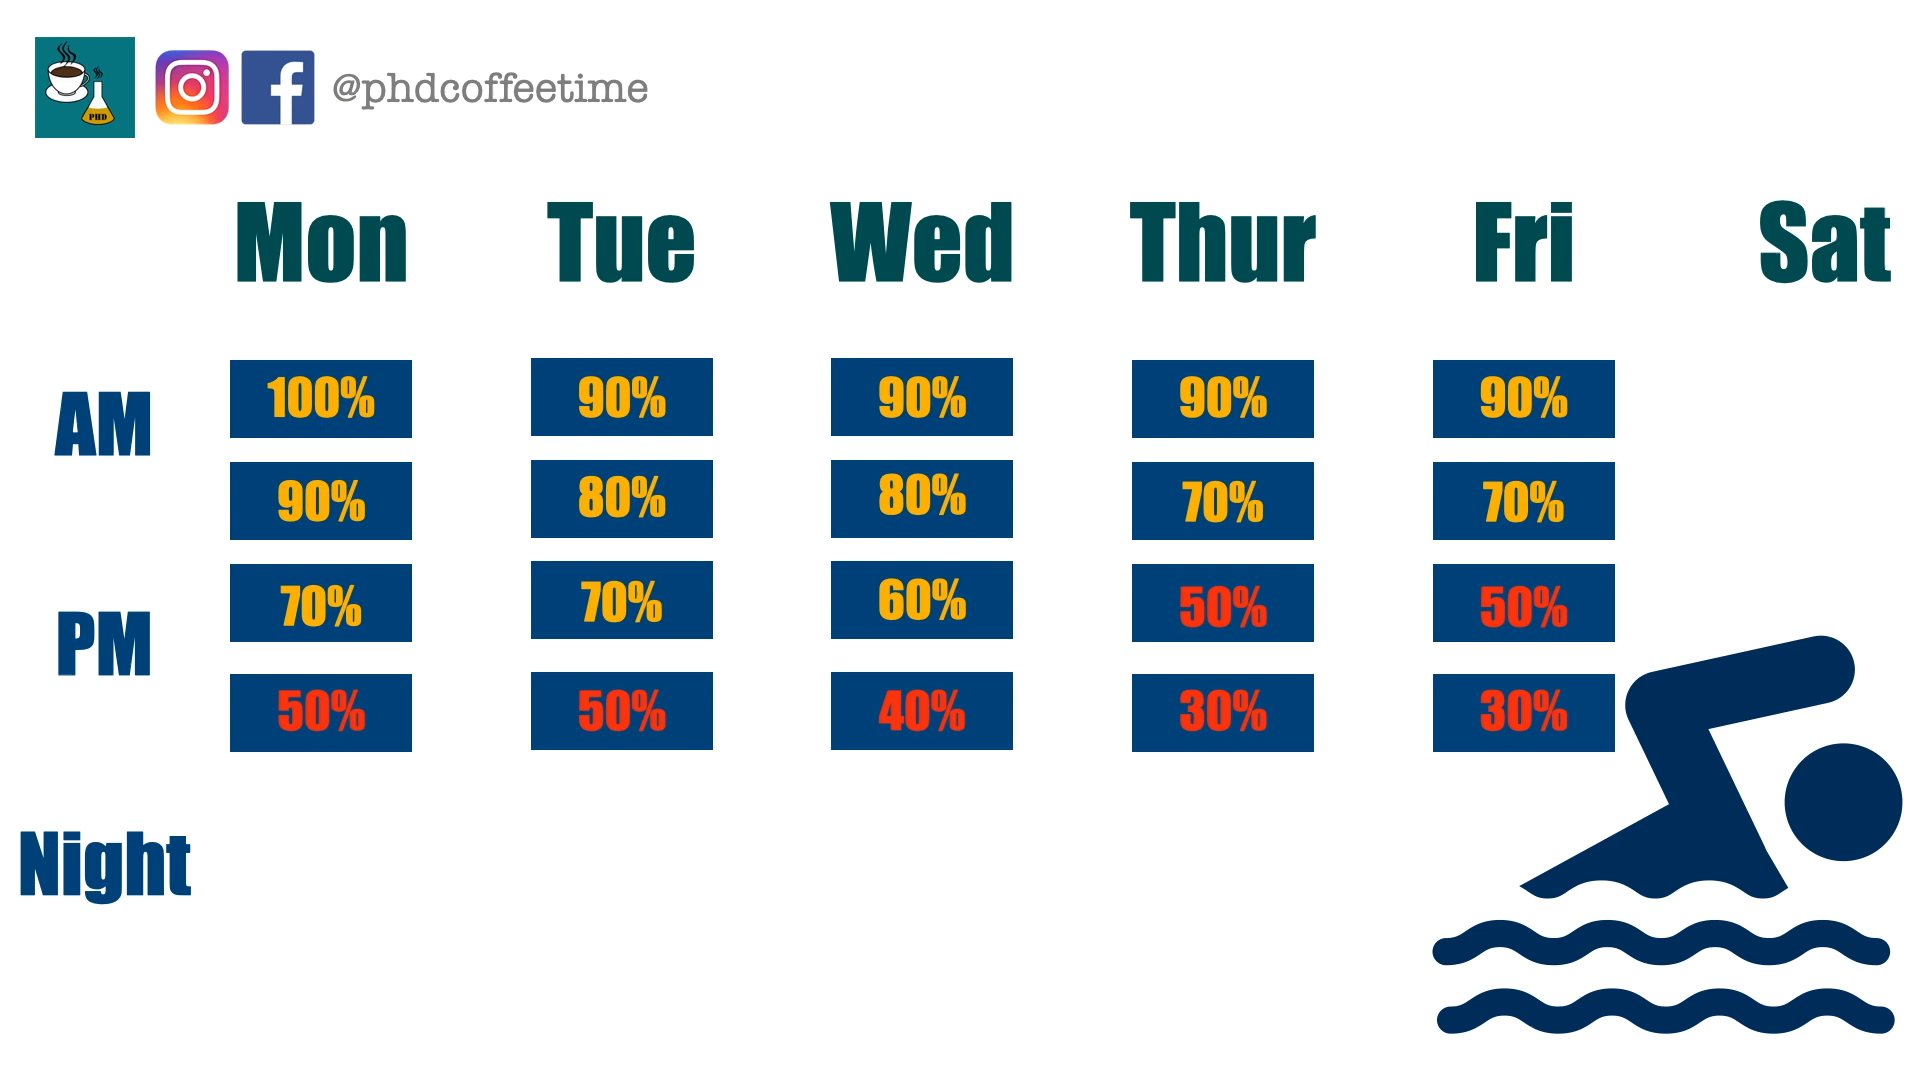 PHD
@phdcoffeetime
Mon Tue Wed Thur Fri Sat
AM
100% 90% 90% 90% 90%
90% 80% 80% 70% 70%
PM
70% 70% 60% 50% 50%
50% 50% 40% 30% 30%
Night